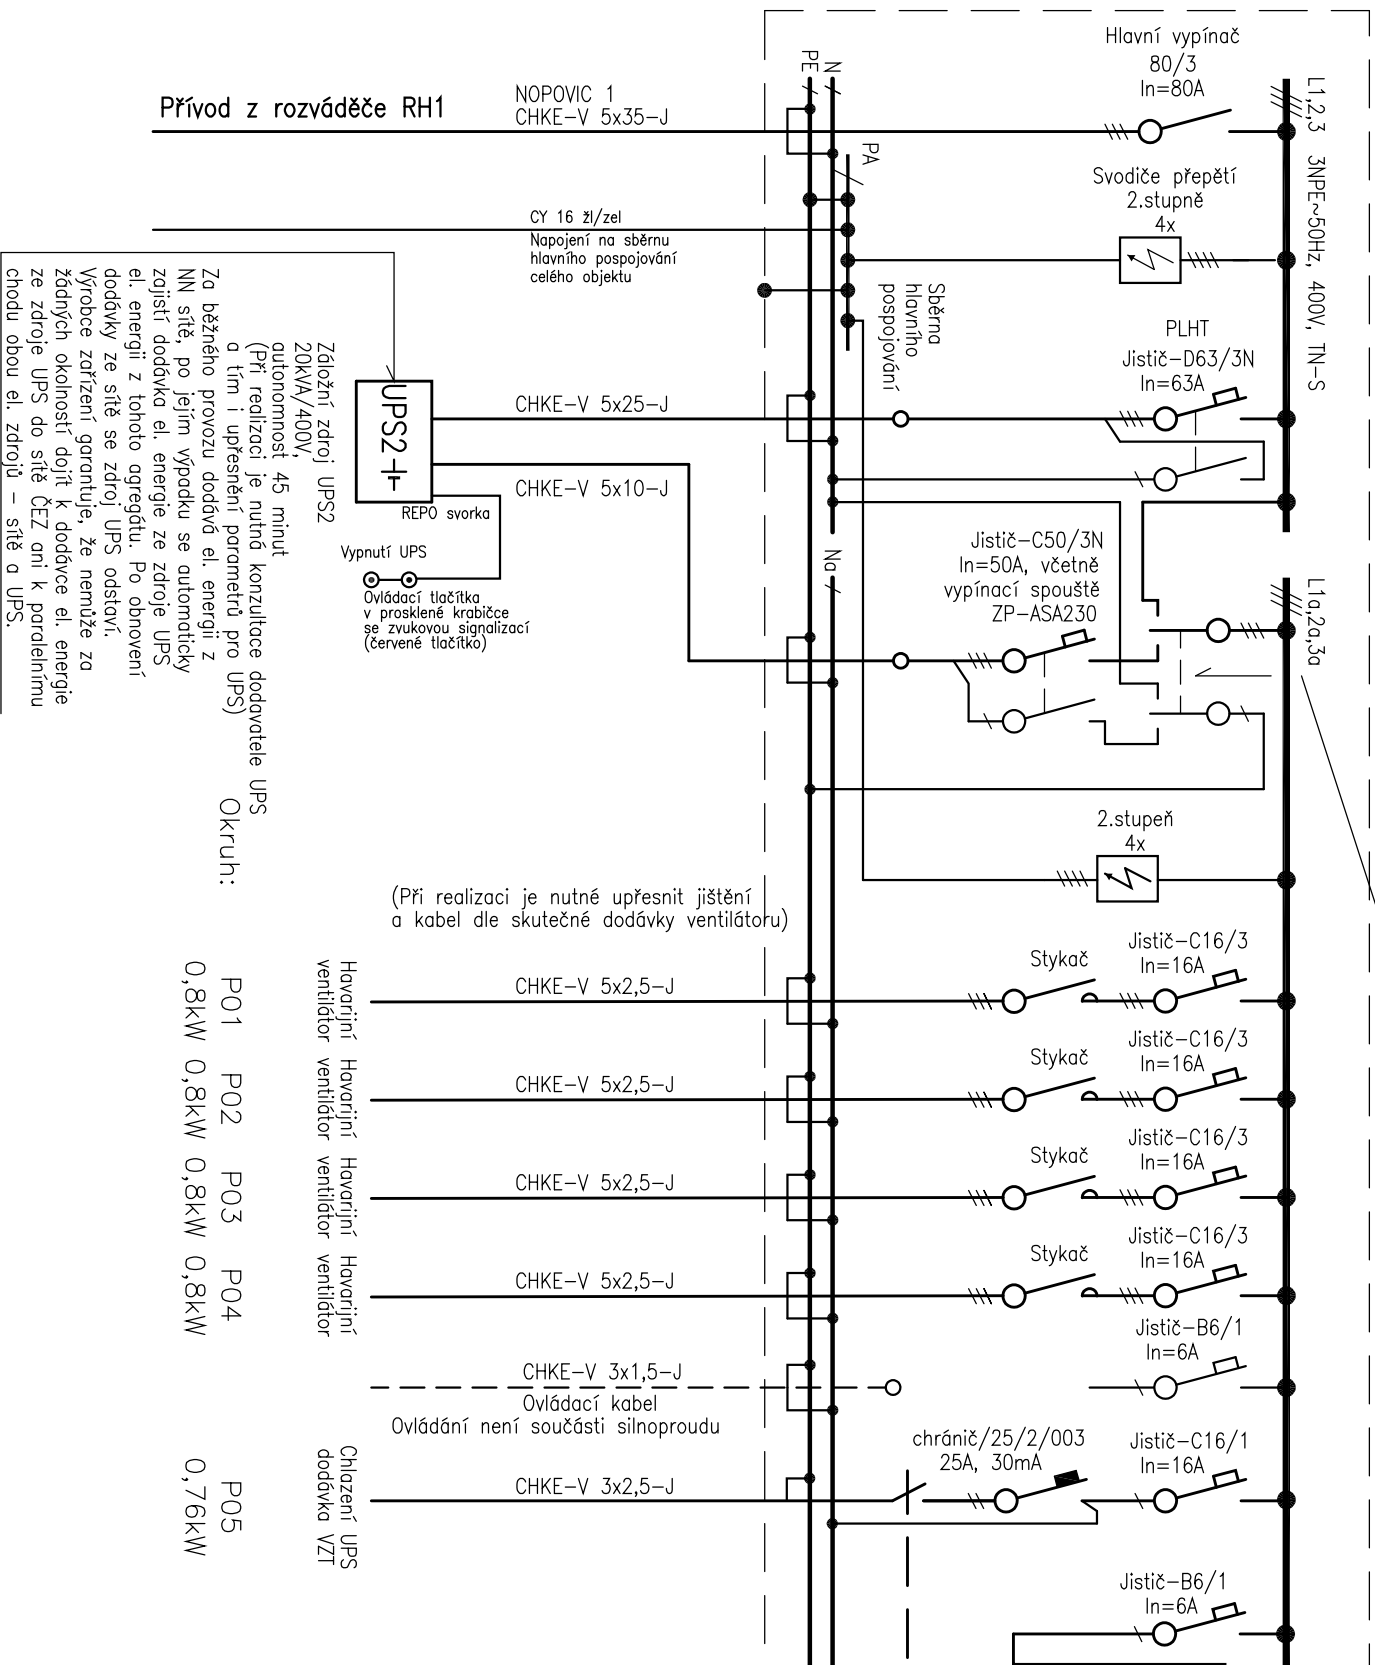 Hlavní vypínač
80/3
In=80A
L1,2,3  3NPE~50Hz, 400V, TN-S
PE
N
NOPOVIC 1
CHKE-V 5x35-J
Přívod z rozváděče RH1
PA
Svodiče přepětí
2.stupně
4x
CY 16 žl/zel
Napojení na sběrnu
hlavního pospojování
celého objektu
Sběrna
hlavního
pospojování
PLHT
Jistič-D63/3N
In=63A
CHKE-V 5x25-J
UPS2
CHKE-V 5x10-J
REPO svorka
Vypnutí UPS
Ovládací tlačítka
v prosklené krabičce
se zvukovou signalizací
(červené tlačítko)
Záložní zdroj UPS2
20kVA/400V,
autonomnost 45 minut
(Při realizaci je nutná konzultace dodavatele UPS
a tím i upřesnění parametrů pro UPS)
Za běžného provozu dodává el. energii z
NN sítě, po jejím výpadku se automaticky
zajistí dodávka el. energie ze zdroje UPS
el. energii z tohoto agregátu. Po obnovení
dodávky ze sítě se zdroj UPS odstaví.
Výrobce zařízení garantuje, že nemůže za
žádných okolností dojít k dodávce el. energie
ze zdroje UPS do sítě ČEZ ani k paralelnímu
chodu obou el. zdrojů - sítě a UPS.
Na
Jistič-C50/3N
In=50A, včetně
vypínací spouště
ZP-ASA230
L1a,2a,3a
2.stupeň
4x
Okruh:
(Při realizaci je nutné upřesnit jištění
a kabel dle skutečné dodávky ventilátoru)
Jistič-C16/3
In=16A
Stykač
CHKE-V 5x2,5-J
Havarijní
ventilátor
P01
0,8kW
Jistič-C16/3
In=16A
Stykač
CHKE-V 5x2,5-J
Havarijní
ventilátor
P02
0,8kW
Jistič-C16/3
In=16A
Stykač
CHKE-V 5x2,5-J
Havarijní
ventilátor
P03
0,8kW
Jistič-C16/3
In=16A
Stykač
CHKE-V 5x2,5-J
Havarijní
ventilátor
P04
0,8kW
Jistič-B6/1
In=6A
CHKE-V 3x1,5-J
Ovládací kabel
Ovládání není součásti silnoproudu
chránič/25/2/003
25A, 30mA
Jistič-C16/1
In=16A
CHKE-V 3x2,5-J
Chlazení UPS
dodávka VZT
P05
0,76kW
Jistič-B6/1
In=6A